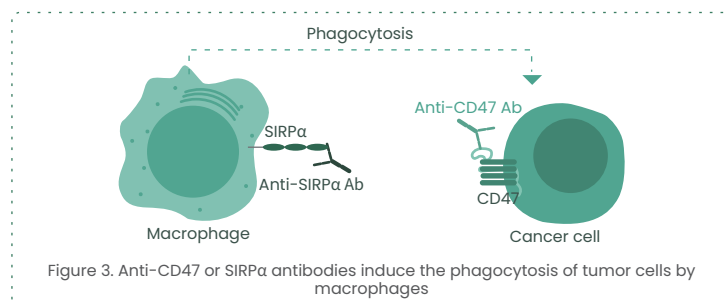 Phagocytosis
Anti-CD47 Ab
SIRPα
Anti-SIRPα Ab
CD47
Macrophage
Cancer cell
Figure 3. Anti-CD47 or SIRPα antibodies induce the phagocytosis of tumor cells by
macrophages